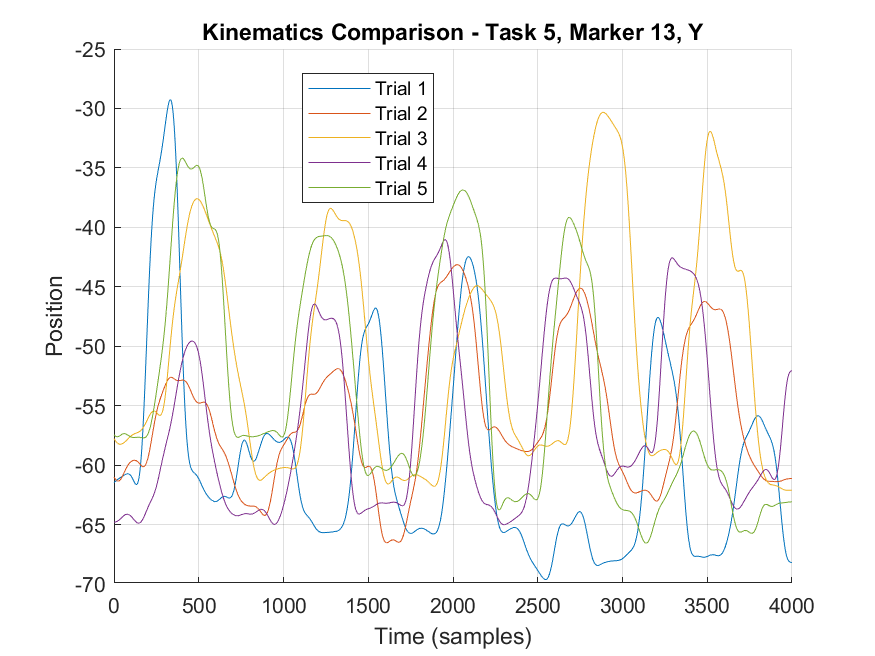 Kinematics Comparison - Task 5, Marker 13, Y
-25
-30
-35
-40
-45
-50
-55
-60
-65
-70
Position
Trial 1
Trial 2
Trial 3
Trial 4
Trial 5
0 500 1000 1500 2000 2500 3000 3500 4000
Time (samples)